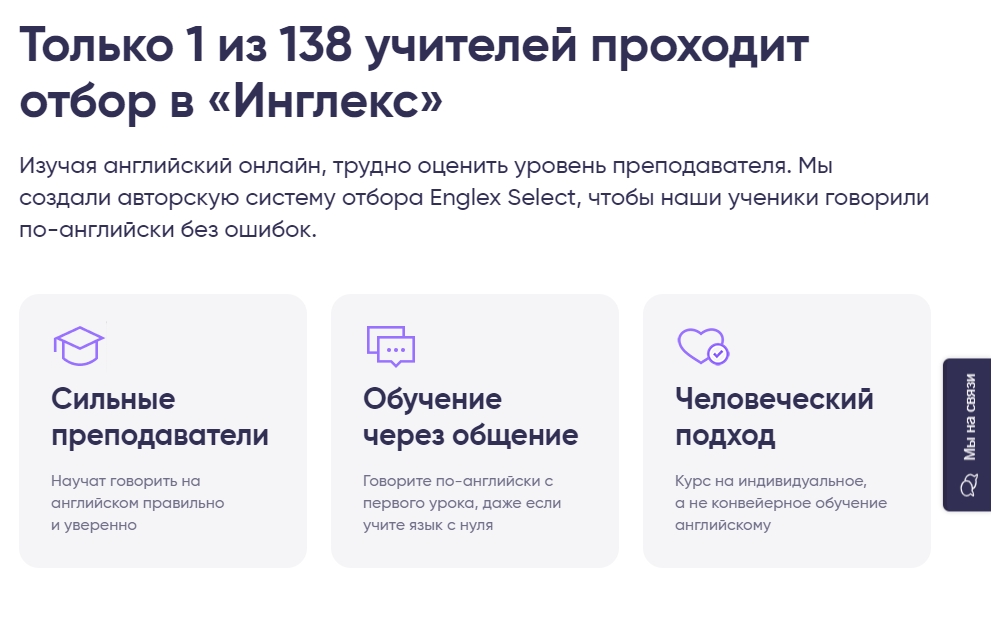 Только 1 из 138 учителей проходит
отбор в «Инглекс»
Изучая английский онлайн, трудно оценить уровень преподавателя. Мы
создали авторскую систему отбора Englex Select, чтобы наши ученики говорили
по-английски без ошибок.
Сильные
преподаватели
Научат говорить на
английском правильно
и уверенно
Обучение
через общение
Говорите по-английски с
первого урока, даже если
учите язык с нуля
Человеческий
подход
Курс на индивидуальное,
а не конвейерное обучение
английскому
Мы на связи